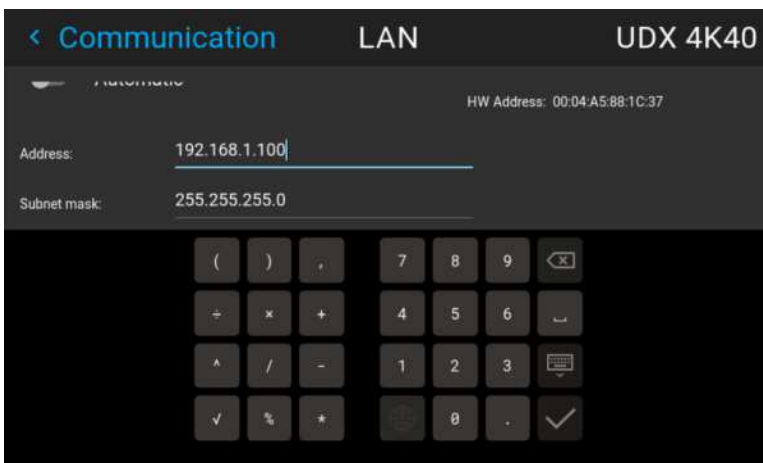 < Communication LAN UDX 4K40
Automatic
HW Address: 00:04:A5:88:1C:37
Address: 192.168.1.100
Subnet mask: 255.255.255.0
( ) , 7 8 9
÷ × + 4 5 6
^ / - 1 2 3
√ % * 0 .